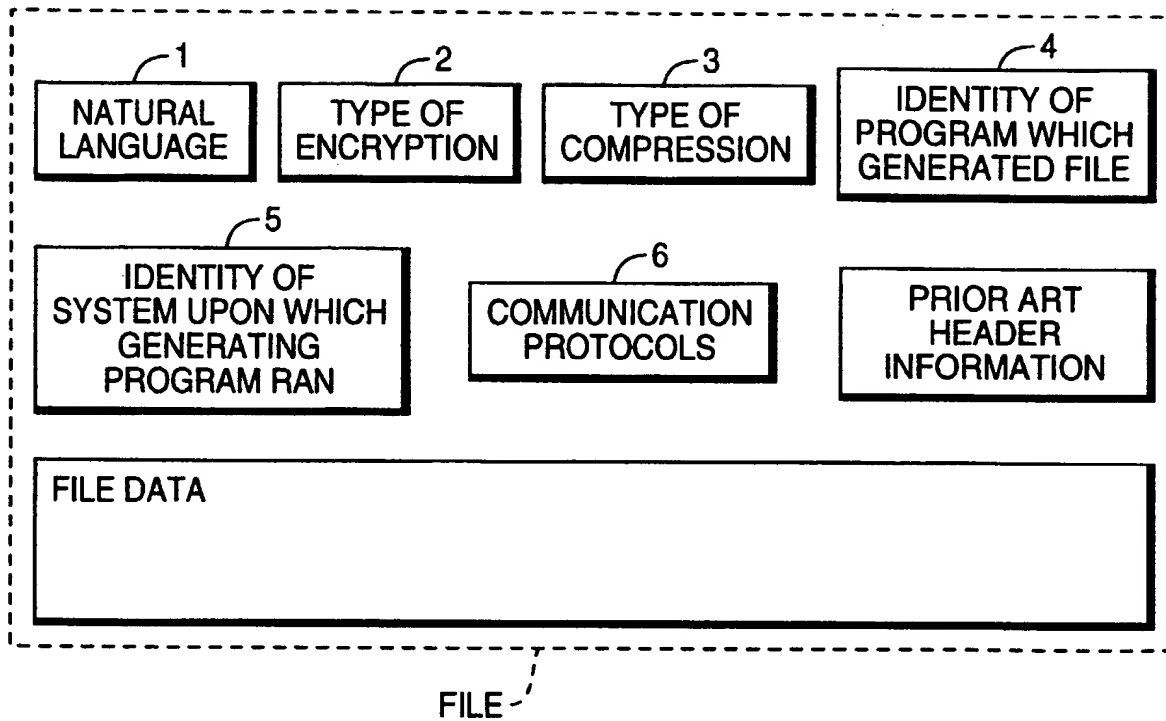 1
NATURAL
LANGUAGE
2
TYPE OF
ENCRYPTION
3
TYPE OF
COMPRESSION
4
IDENTITY OF
PROGRAM WHICH
GENERATED FILE
5
IDENTITY OF
SYSTEM UPON WHICH
GENERATING
PROGRAM RAN
6
COMMUNICATION
PROTOCOLS
PRIOR ART
HEADER
INFORMATION
FILE DATA
FILE